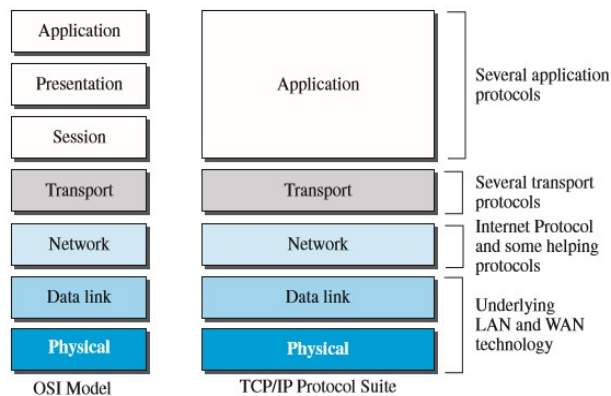 Application
Presentation
Session
Transport
Network
Data link
Physical
OSI Model
Application
Transport
Network
Data link
Physical
TCP/IP Protocol Suite
Several application
protocols
Several transport
protocols
Internet Protocol
and some helping
protocols
Underlying
LAN and WAN
technology